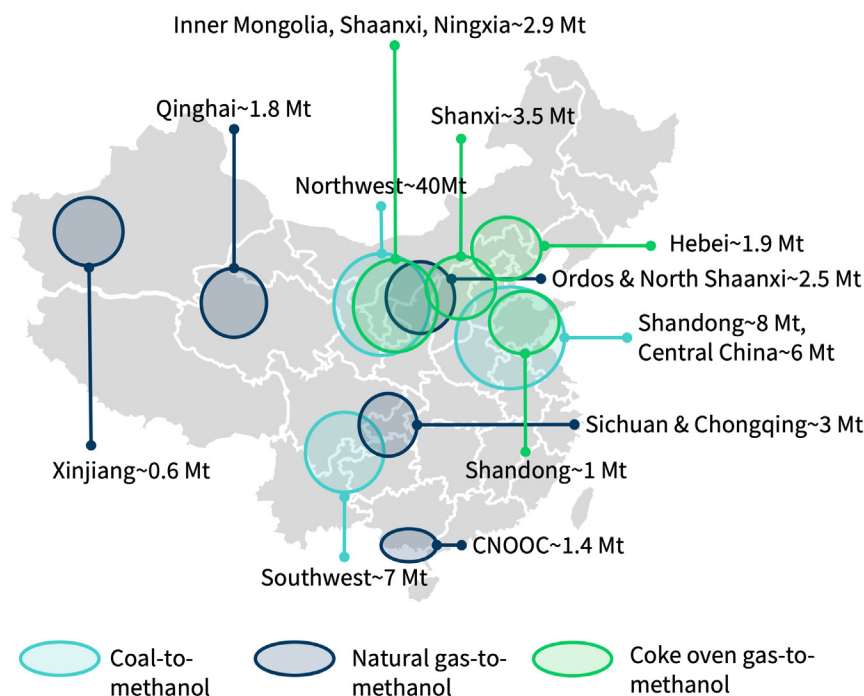 Inner Mongolia, Shaanxi, Ningxia~2.9 Mt
Qinghai~1.8 Mt
Shanxi~3.5 Mt
Northwest~40Mt
Hebei~1.9 Mt
Ordos & North Shaanxi~2.5 Mt
Shandong~8 Mt,
Central China~6 Mt
Sichuan & Chongqing~3 Mt
Xinjiang~0.6 Mt
Shandong~1 Mt
CNOOC~1.4 Mt
Southwest~7 Mt
Coal-to-
methanol
Natural gas-to-
methanol
Coke oven gas-to-
methanol